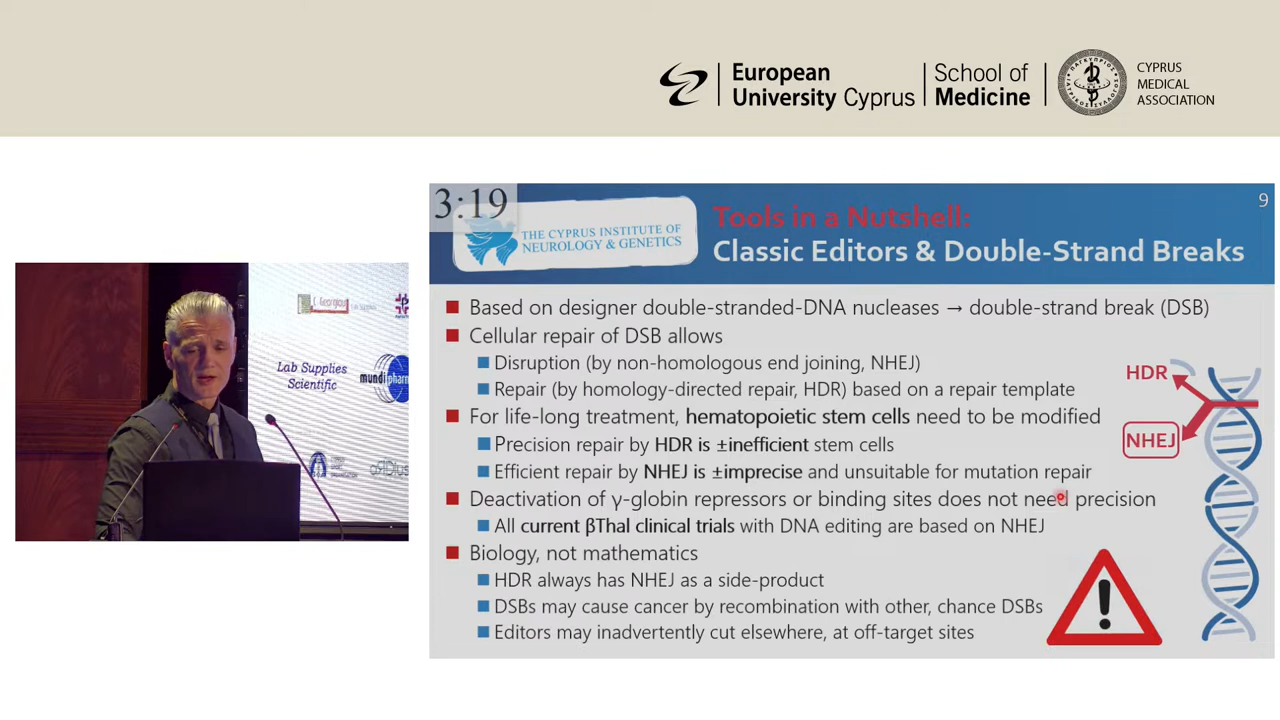 European
University Cyprus
School of
Medicine
ΠΑΓΚΥΠΡΙΟΣ
ΙΑΤΡΙΚΟΣ ΣΥΛΛΟΓΟΣ
CYPRUS
MEDICAL
ASSOCIATION
3:19
THE CYPRUS INSTITUTE OF
NEUROLOGY & GENETICS
Tools in a Nutshell:
Classic Editors & Double-Strand Breaks
9
Based on designer double-stranded-DNA nucleases → double-strand break (DSB)
Cellular repair of DSB allows
Disruption (by non-homologous end joining, NHEJ)
Repair (by homology-directed repair, HDR) based on a repair template
For life-long treatment, hematopoietic stem cells need to be modified
Precision repair by HDR is ±inefficient stem cells
Efficient repair by NHEJ is ±imprecise and unsuitable for mutation repair
Deactivation of γ-globin repressors or binding sites does not need precision
All current βThal clinical trials with DNA editing are based on NHEJ
Biology, not mathematics
HDR always has NHEJ as a side-product
DSBs may cause cancer by recombination with other, chance DSBs
Editors may inadvertently cut elsewhere, at off-target sites
HDR
NHEJ
C. Georgiou
Lab Supplies
Scientific
mundipharm